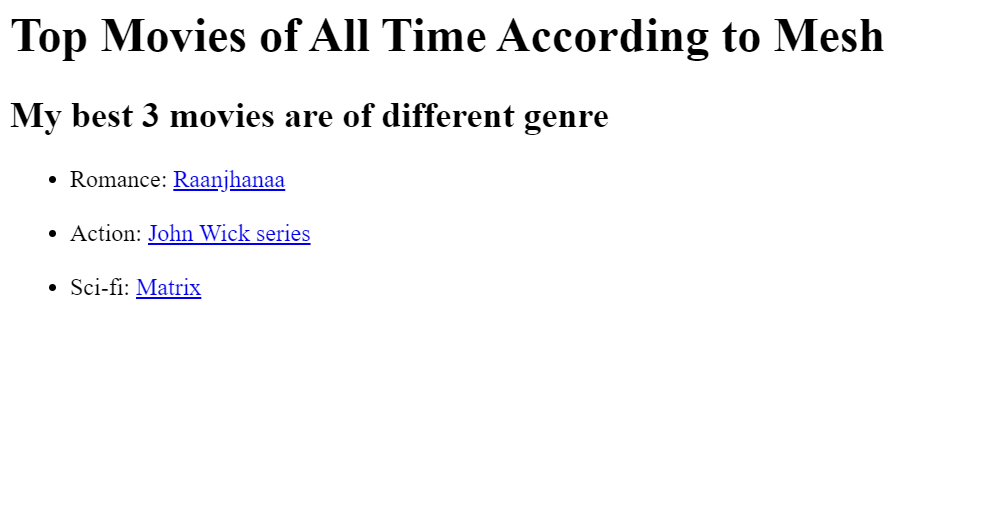 Top Movies of All Time According to Mesh
My best 3 movies are of different genre
Romance: Raanjhanaa
Action: John Wick series
Sci-fi: Matrix